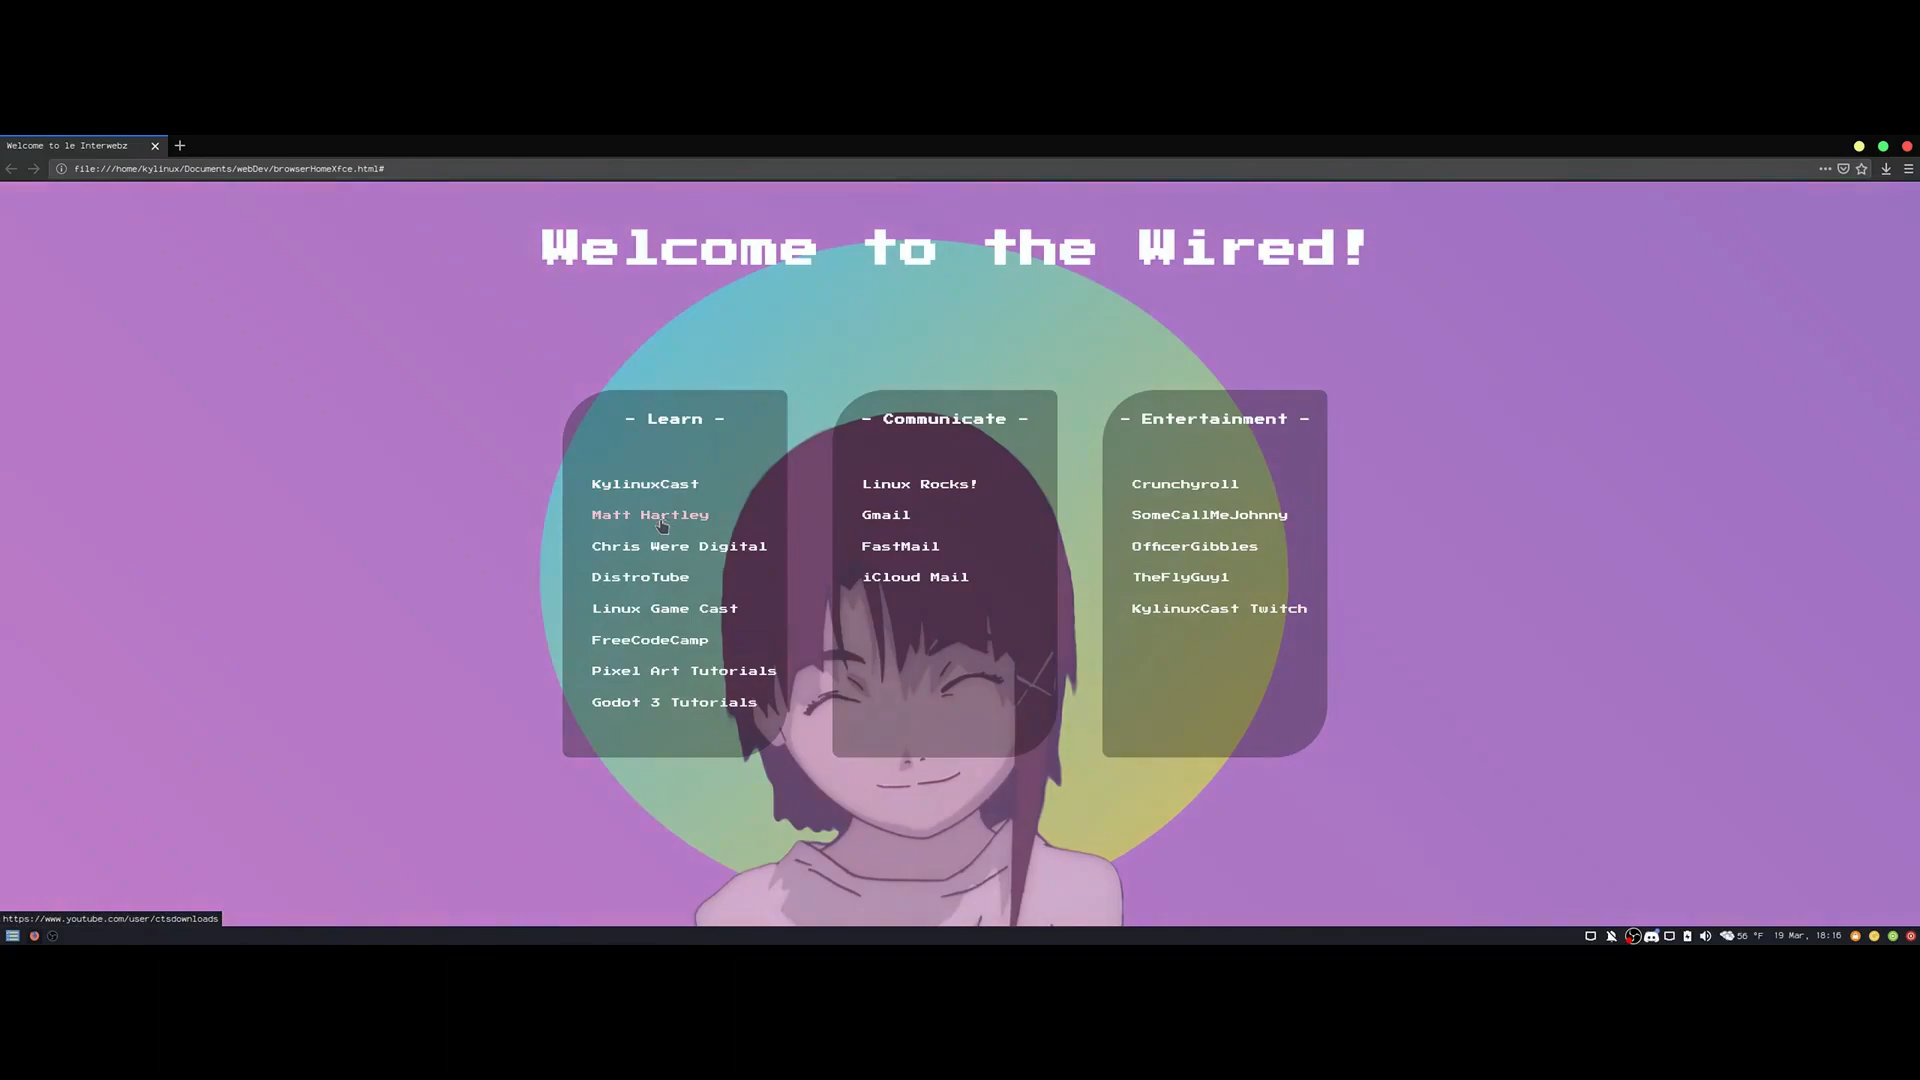 Welcome to le Interwebz
file:///home/kylinux/Documents/webDev/browserHomeXfce.html#
Welcome to the Wired!
- Learn -
KylinuxCast
Matt Hartley
Chris Were Digital
DistroTube
Linux Game Cast
FreeCodeCamp
Pixel Art Tutorials
Godot 3 Tutorials
- Communicate -
Linux Rocks!
Gmail
FastMail
iCloud Mail
- Entertainment -
Crunchyroll
SomeCallMeJohnny
OfficerGibbles
TheFlyGuy1
KylinuxCast Twitch
https://www.youtube.com/user/ctsdownloads
56 °F 19 Mar, 18:16